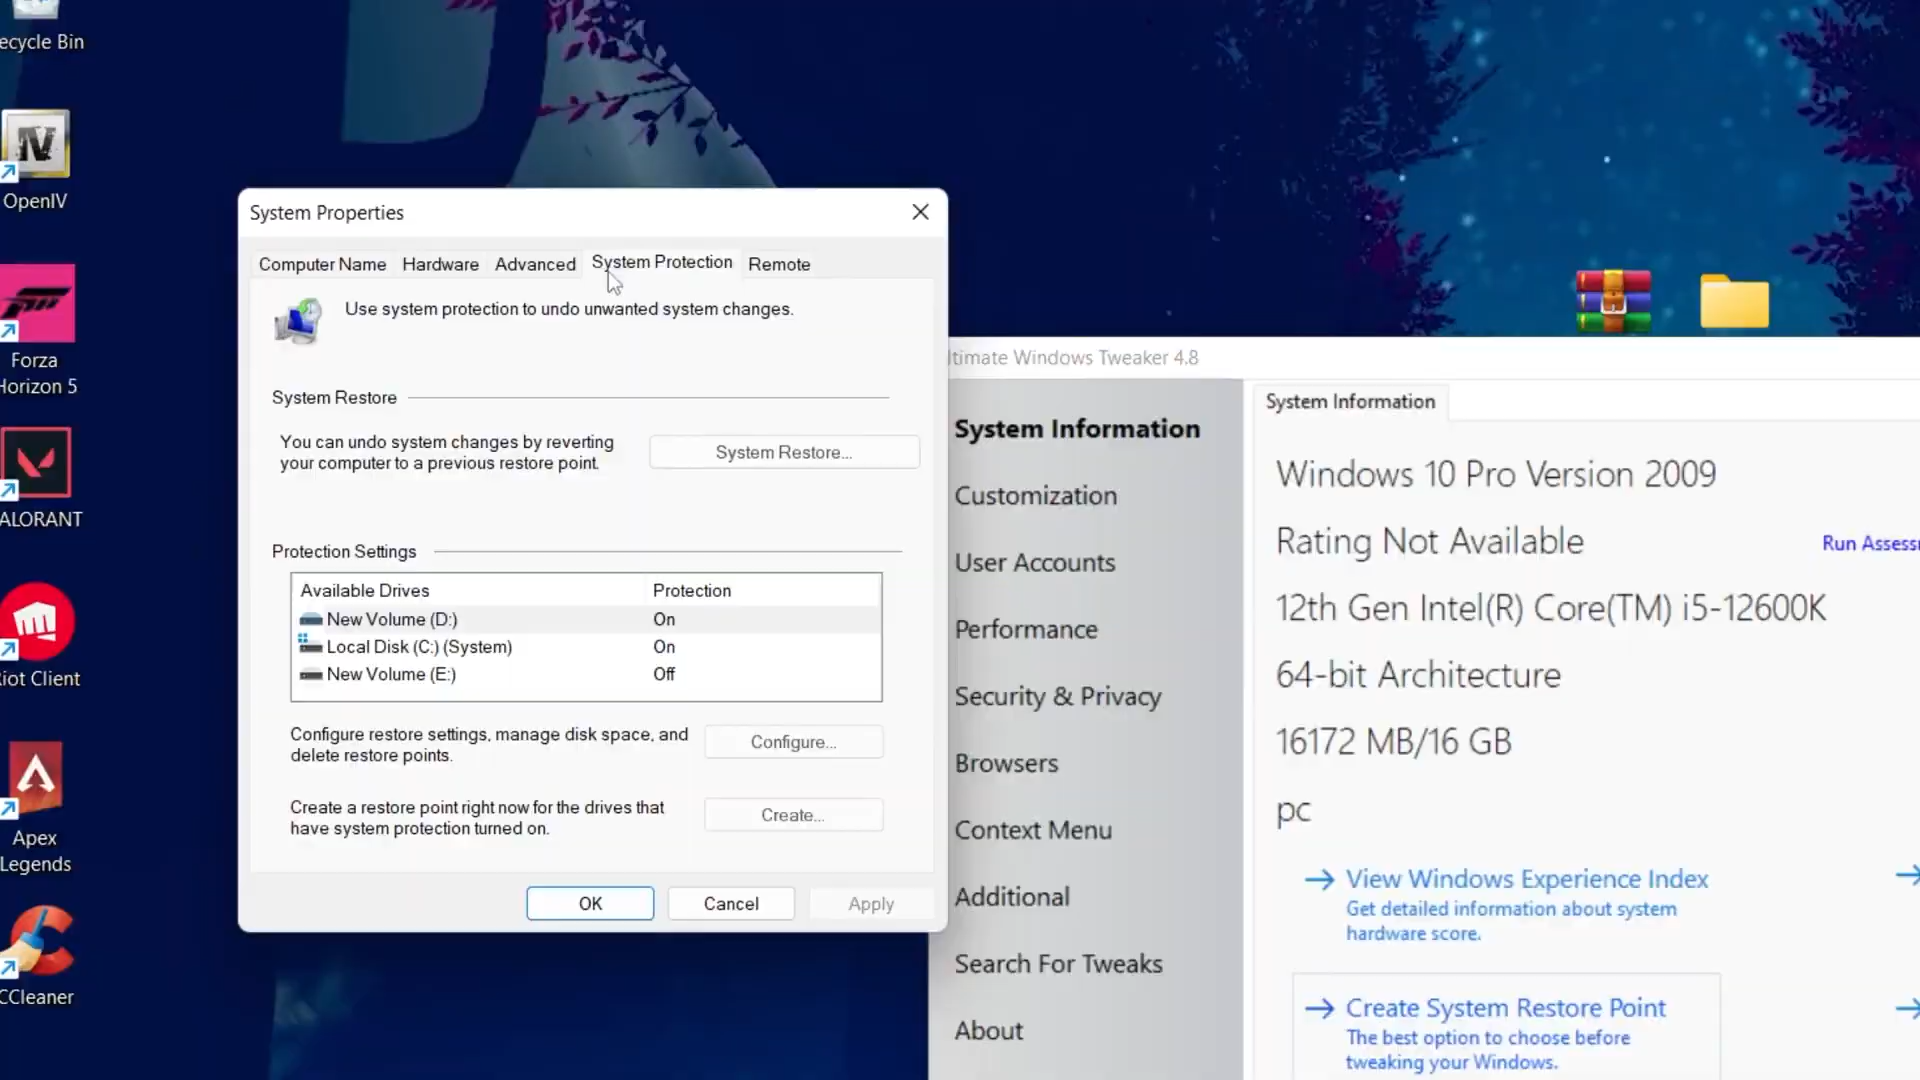 ecycle Bin
OpenIV
Forza
Horizon 5
ALORANT
Riot Client
Apex
Legends
CCleaner
System Properties
Computer Name
Hardware
Advanced
System Protection
Remote
Use system protection to undo unwanted system changes.
System Restore
You can undo system changes by reverting
your computer to a previous restore point.
System Restore...
Protection Settings
Available Drives
Protection
New Volume (D:)
On
Local Disk (C:) (System)
On
New Volume (E:)
Off
Configure restore settings, manage disk space, and
delete restore points.
Configure...
Create a restore point right now for the drives that
have system protection turned on.
Create...
OK
Cancel
Apply
ltimate Windows Tweaker 4.8
System Information
Customization
User Accounts
Performance
Security & Privacy
Browsers
Context Menu
Additional
Search For Tweaks
About
System Information
Windows 10 Pro Version 2009
Rating Not Available
Run Assess
12th Gen Intel(R) Core(TM) i5-12600K
64-bit Architecture
16172 MB/16 GB
pc
View Windows Experience Index
Get detailed information about system
hardware score.
Create System Restore Point
The best option to choose before
tweaking your Windows.